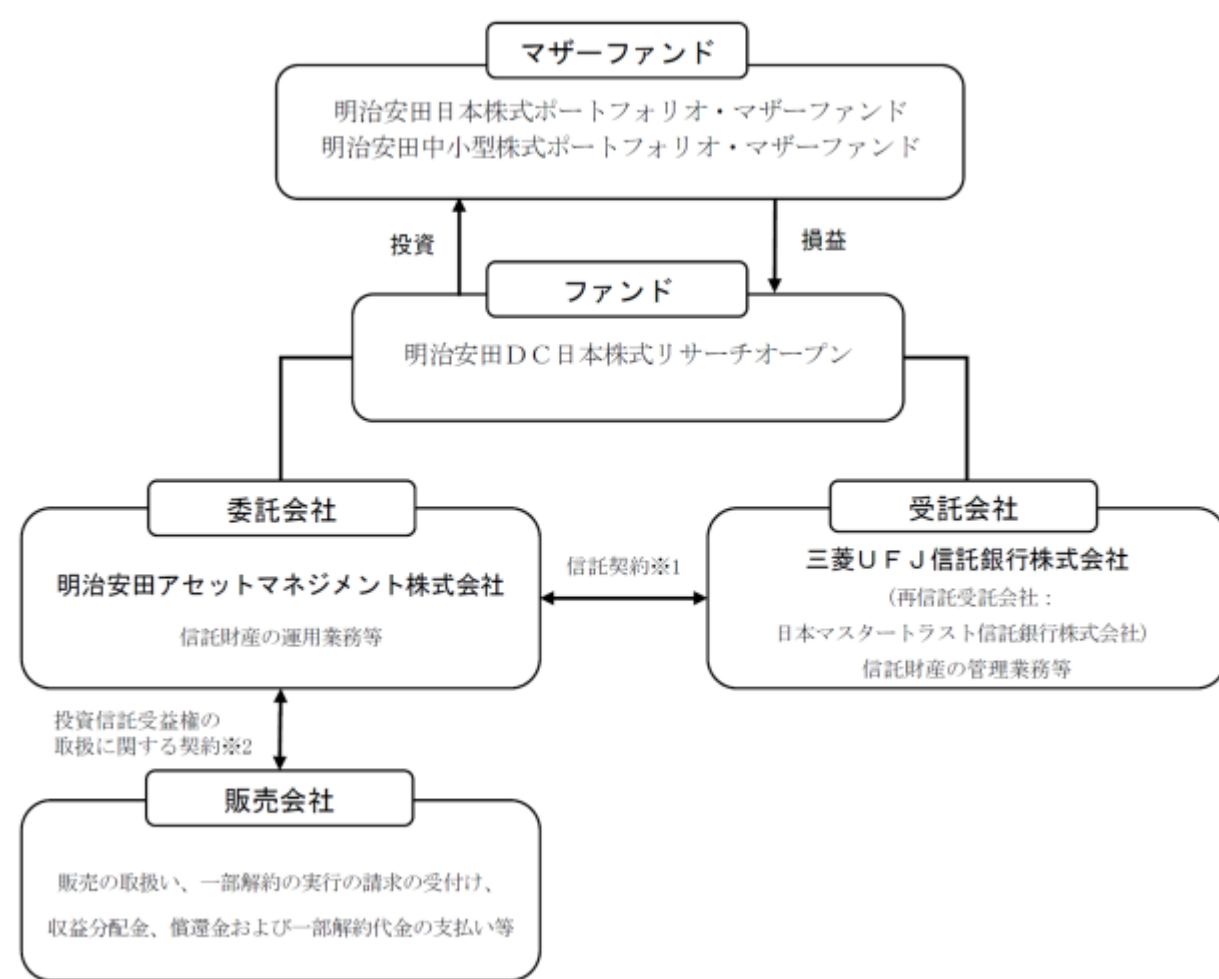 マザーファンド
明治安田日本株式ポートフォリオ・マザーファンド
明治安田中小型株式ポートフォリオ・マザーファンド
投資
損益
ファンド
明治安田ＤＣ日本株式リサーチオープン
委託会社
明治安田アセットマネジメント株式会社
信託財産の運用業務等
信託契約※1
受託会社
三菱ＵＦＪ信託銀行株式会社
（再信託受託会社：
日本マスタートラスト信託銀行株式会社）
信託財産の管理業務等
投資信託受益権の
取扱に関する契約※2
販売会社
販売の取扱い、一部解約の実行の請求の受付け、
収益分配金、償還金および一部解約代金の支払い等